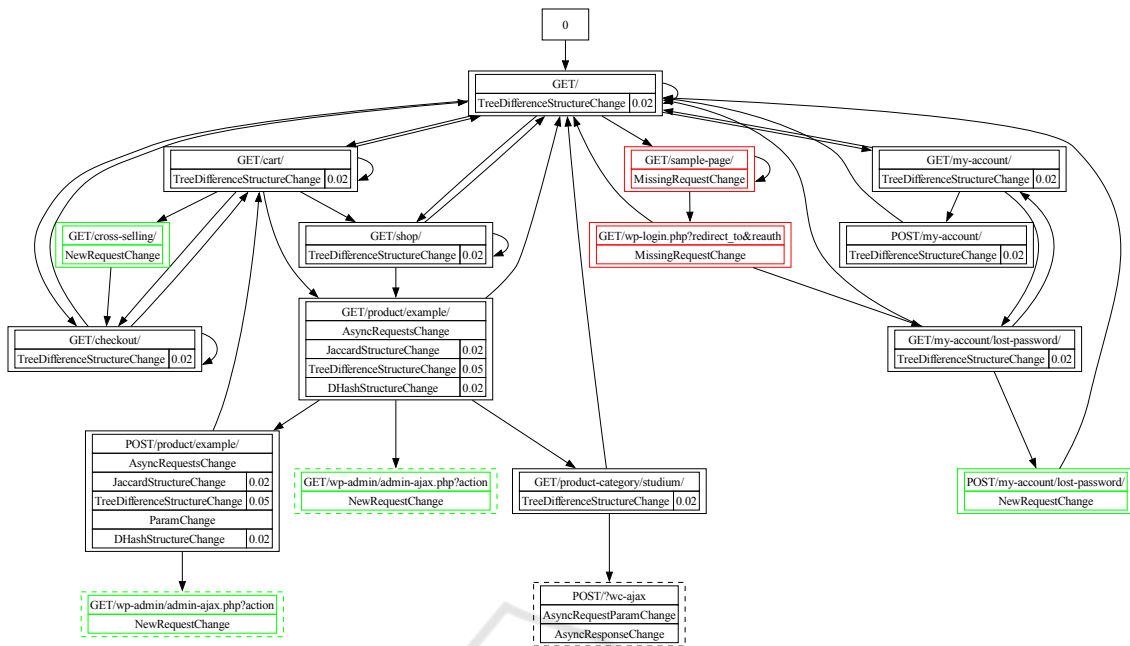 0
GET/
TreeDifferenceStructureChange 0.02
GET/cart/
TreeDifferenceStructureChange 0.02
GET/sample-page/
MissingRequestChange
GET/my-account/
TreeDifferenceStructureChange 0.02
GET/cross-selling/
NewRequestChange
GET/shop/
TreeDifferenceStructureChange 0.02
GET/wp-login.php?redirect_to&reauth
MissingRequestChange
POST/my-account/
TreeDifferenceStructureChange 0.02
GET/checkout/
TreeDifferenceStructureChange 0.02
GET/product/example/
AsyncRequestsChange
JaccardStructureChange 0.02
TreeDifferenceStructureChange 0.05
DHashStructureChange 0.02
GET/my-account/lost-password/
TreeDifferenceStructureChange 0.02
POST/product/example/
AsyncRequestsChange
JaccardStructureChange 0.02
TreeDifferenceStructureChange 0.05
ParamChange
DHashStructureChange 0.02
GET/wp-admin/admin-ajax.php?action
NewRequestChange
GET/product-category/studium/
TreeDifferenceStructureChange 0.02
POST/my-account/lost-password/
NewRequestChange
GET/wp-admin/admin-ajax.php?action
NewRequestChange
POST/?wc-ajax
AsyncRequestParamChange
AsyncResponseChange